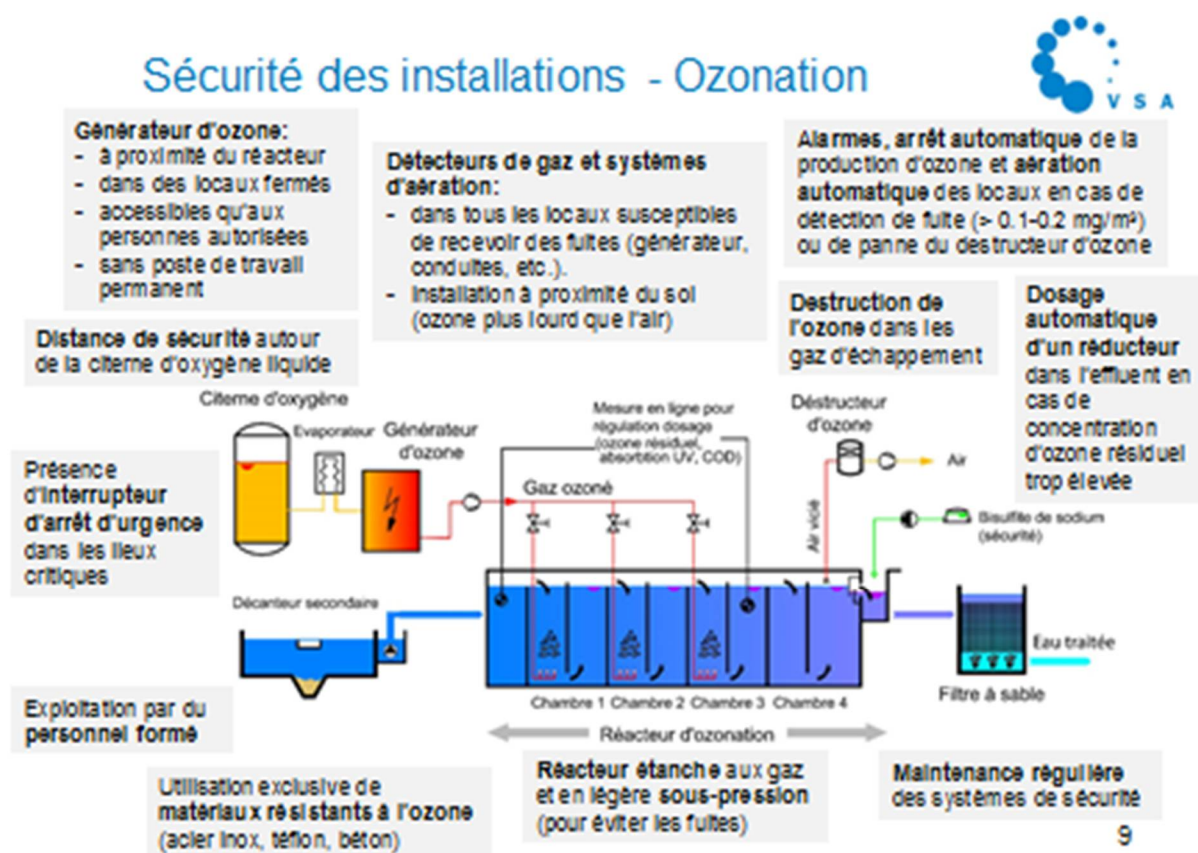 Sécurité des installations - Ozonation
VSA
Générateur d'ozone:
- à proximité du réacteur
- dans des locaux fermés
- accessibles qu'aux
personnes autorisées
- sans poste de travail
permanent
Détecteurs de gaz et systèmes
d'aération:
- dans tous les locaux susceptibles
de recevoir des fuites (générateur,
conduites, etc.).
- Installation à proximité du sol
(ozone plus lourd que l'air)
Alarmes, arrêt automatique de la
production d'ozone et aération
automatique des locaux en cas de
détection de fuite (> 0.1-0.2 mg/m³)
ou de panne du destructeur d'ozone
Distance de sécurité autour
de la citerne d'oxygène liquide
Destruction de
l'ozone dans les
gaz d'échappement
Dosage
automatique
d'un réducteur
dans l'effluent en
cas de
concentration
d'ozone résiduel
trop élevée
Citerne d'oxygène
Evaporateur
Générateur
d'ozone
Mesure en ligne pour
régulation dosage
(ozone résiduel,
absorbtion UV, COD)
Déstructeur
d'ozone
Air
Présence
d'interrupteur
d'arrêt d'urgence
dans les lieux
critiques
Gaz ozoné
Air vicié
Bisulfite de sodium
(sécurité)
Décanteur secondaire
Eau traitée
Filtre à sable
Chambre 1 Chambre 2 Chambre 3 Chambre 4
Réacteur d'ozonation
Exploitation par du
personnel formé
Utilisation exclusive de
matériaux résistants à l'ozone
(acier inox, téflon, béton)
Réacteur étanche aux gaz
et en légère sous-pression
(pour éviter les fuites)
Maintenance régulière
des systèmes de sécurité
9